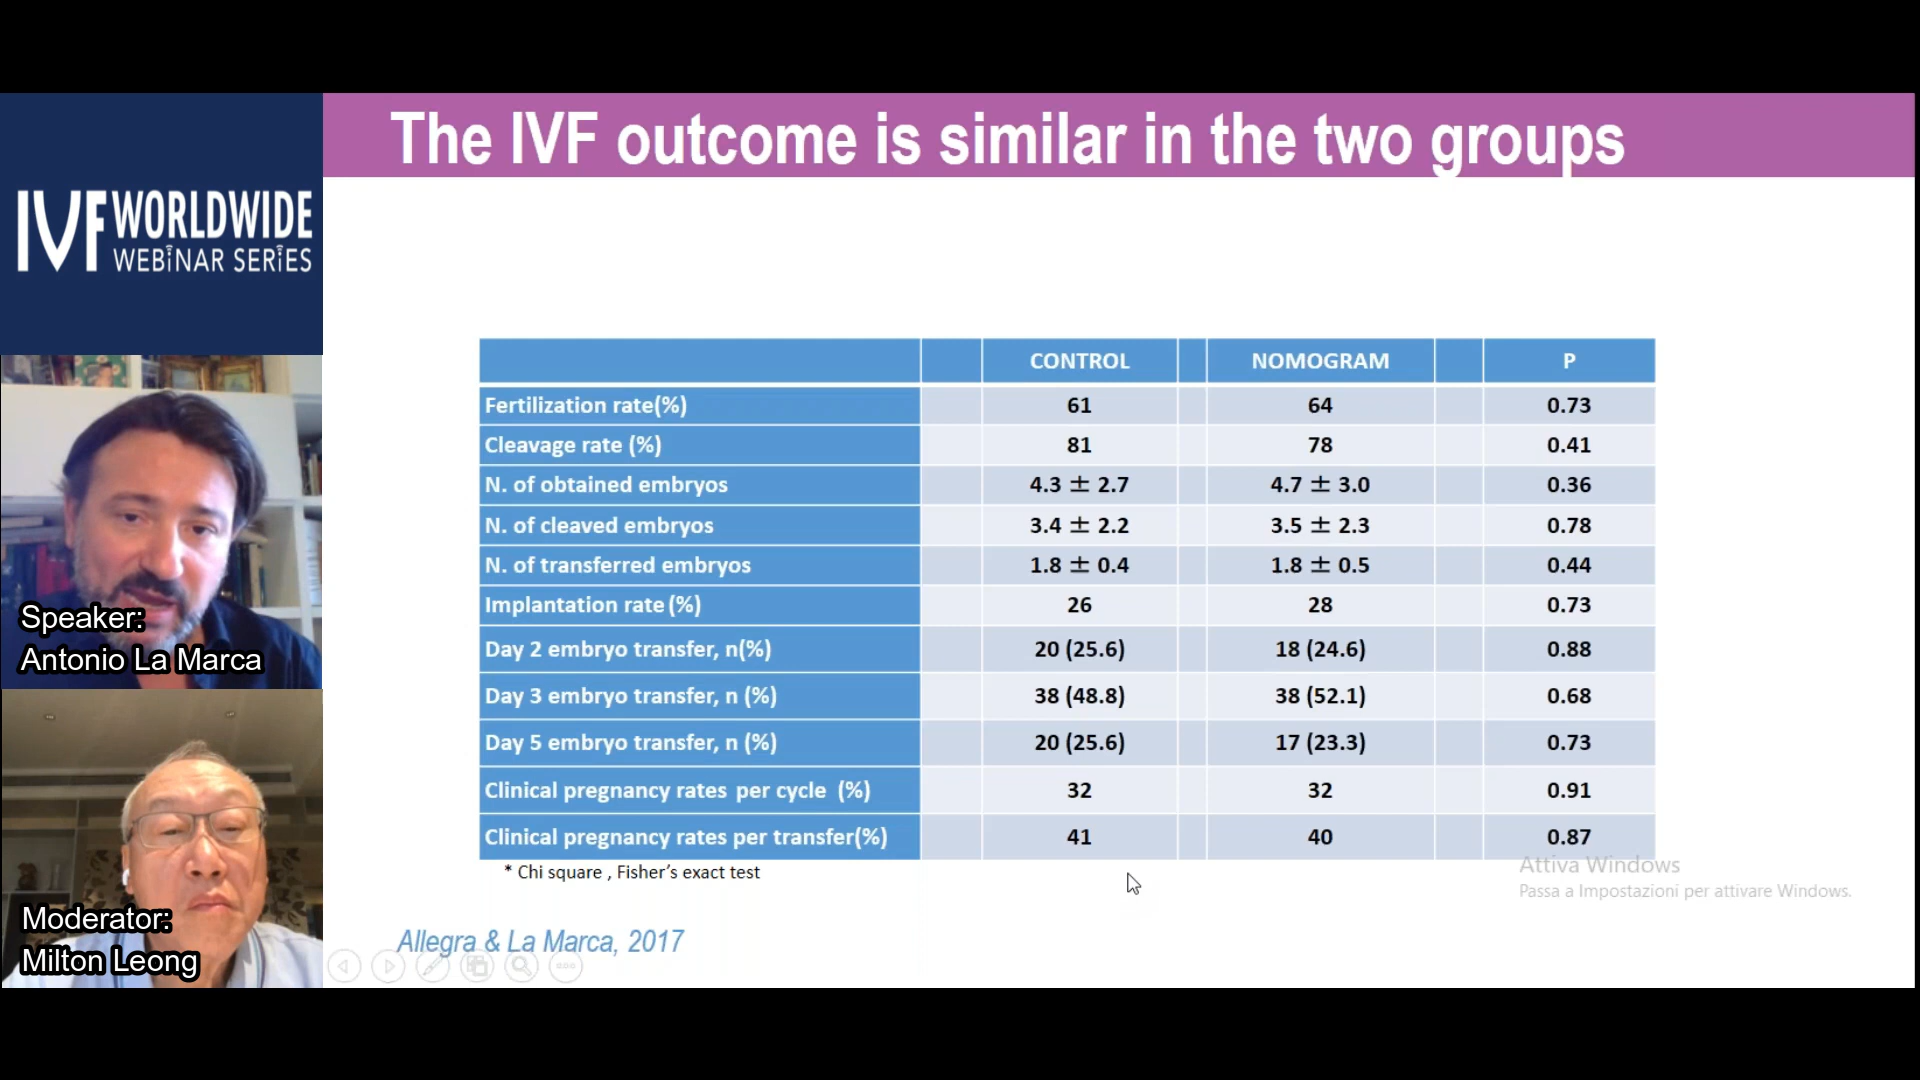 The IVF outcome is similar in the two groups
IVF WORLDWIDE
WEBiNAR SERiES
Speaker:
Antonio La Marca
Moderator:
Milton Leong
CONTROL NOMOGRAM P
Fertilization rate(%) 61 64 0.73
Cleavage rate (%) 81 78 0.41
N. of obtained embryos 4.3 ± 2.7 4.7 ± 3.0 0.36
N. of cleaved embryos 3.4 ± 2.2 3.5 ± 2.3 0.78
N. of transferred embryos 1.8 ± 0.4 1.8 ± 0.5 0.44
Implantation rate (%) 26 28 0.73
Day 2 embryo transfer, n(%) 20 (25.6) 18 (24.6) 0.88
Day 3 embryo transfer, n (%) 38 (48.8) 38 (52.1) 0.68
Day 5 embryo transfer, n (%) 20 (25.6) 17 (23.3) 0.73
Clinical pregnancy rates per cycle (%) 32 32 0.91
Clinical pregnancy rates per transfer(%) 41 40 0.87
* Chi square , Fisher's exact test
Attiva Windows
Passa a Impostazioni per attivare Windows.
Allegra & La Marca, 2017